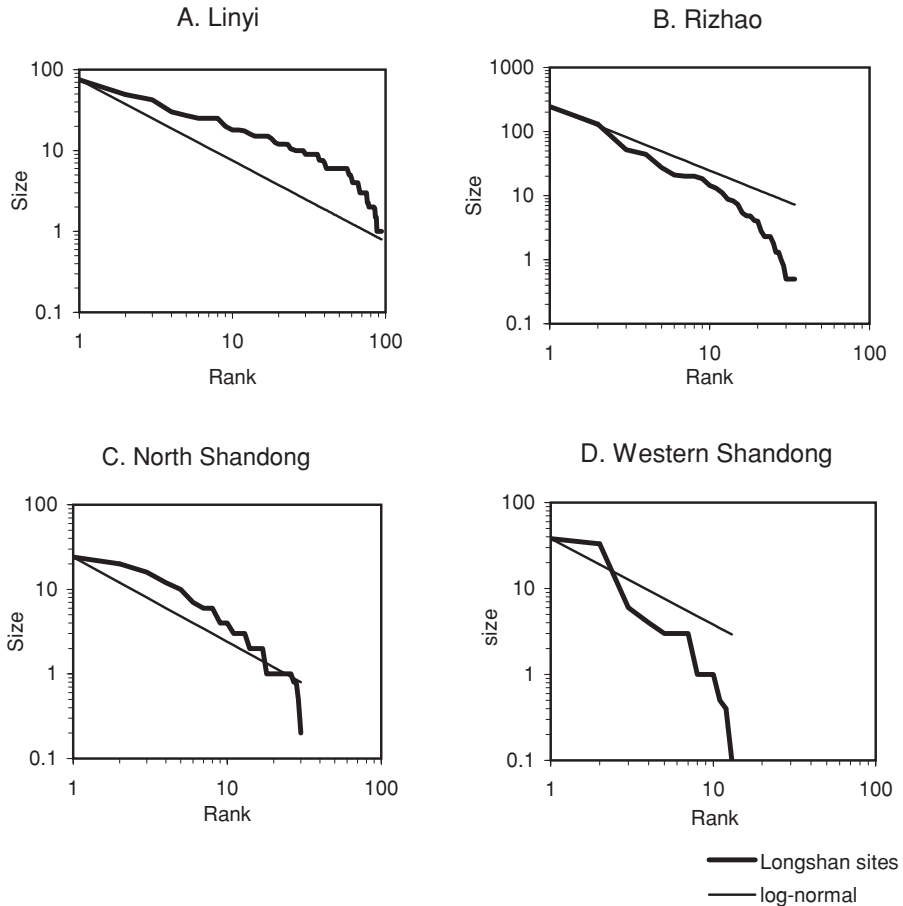 A. Linyi
100
10
1
0.1
Size
1
10
100
Rank
B. Rizhao
1000
100
10
1
0.1
Size
1
10
100
Rank
C. North Shandong
100
10
1
0.1
Size
1
10
100
Rank
D. Western Shandong
100
10
1
0.1
size
1
10
100
Rank
Longshan sites
log-normal